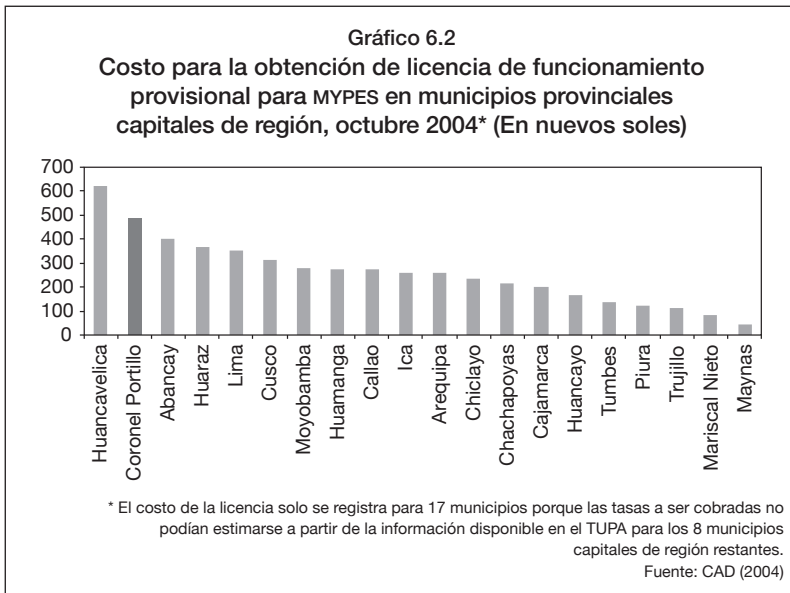 Gráfico 6.2
Costo para la obtención de licencia de funcionamiento
provisional para MYPES en municipios provinciales
capitales de región, octubre 2004* (En nuevos soles)
700
600
500
400
300
200
100
0
Huancavelica
Coronel Portillo
Abancay
Huaraz
Lima
Cusco
Moyobamba
Huamanga
Callao
Ica
Arequipa
Chiclayo
Chachapoyas
Cajamarca
Huancayo
Tumbes
Piura
Trujillo
Mariscal Nieto
Maynas
* El costo de la licencia solo se registra para 17 municipios porque las tasas a ser cobradas no
podían estimarse a partir de la información disponible en el TUPA para los 8 municipios
capitales de región restantes.
Fuente: CAD (2004)